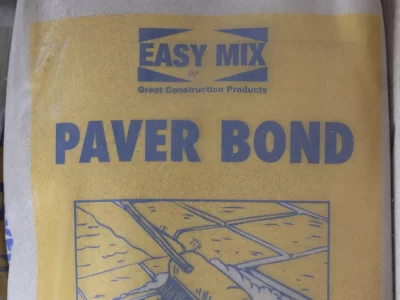 EASY MIX
Great Construction Products
PAVER BOND